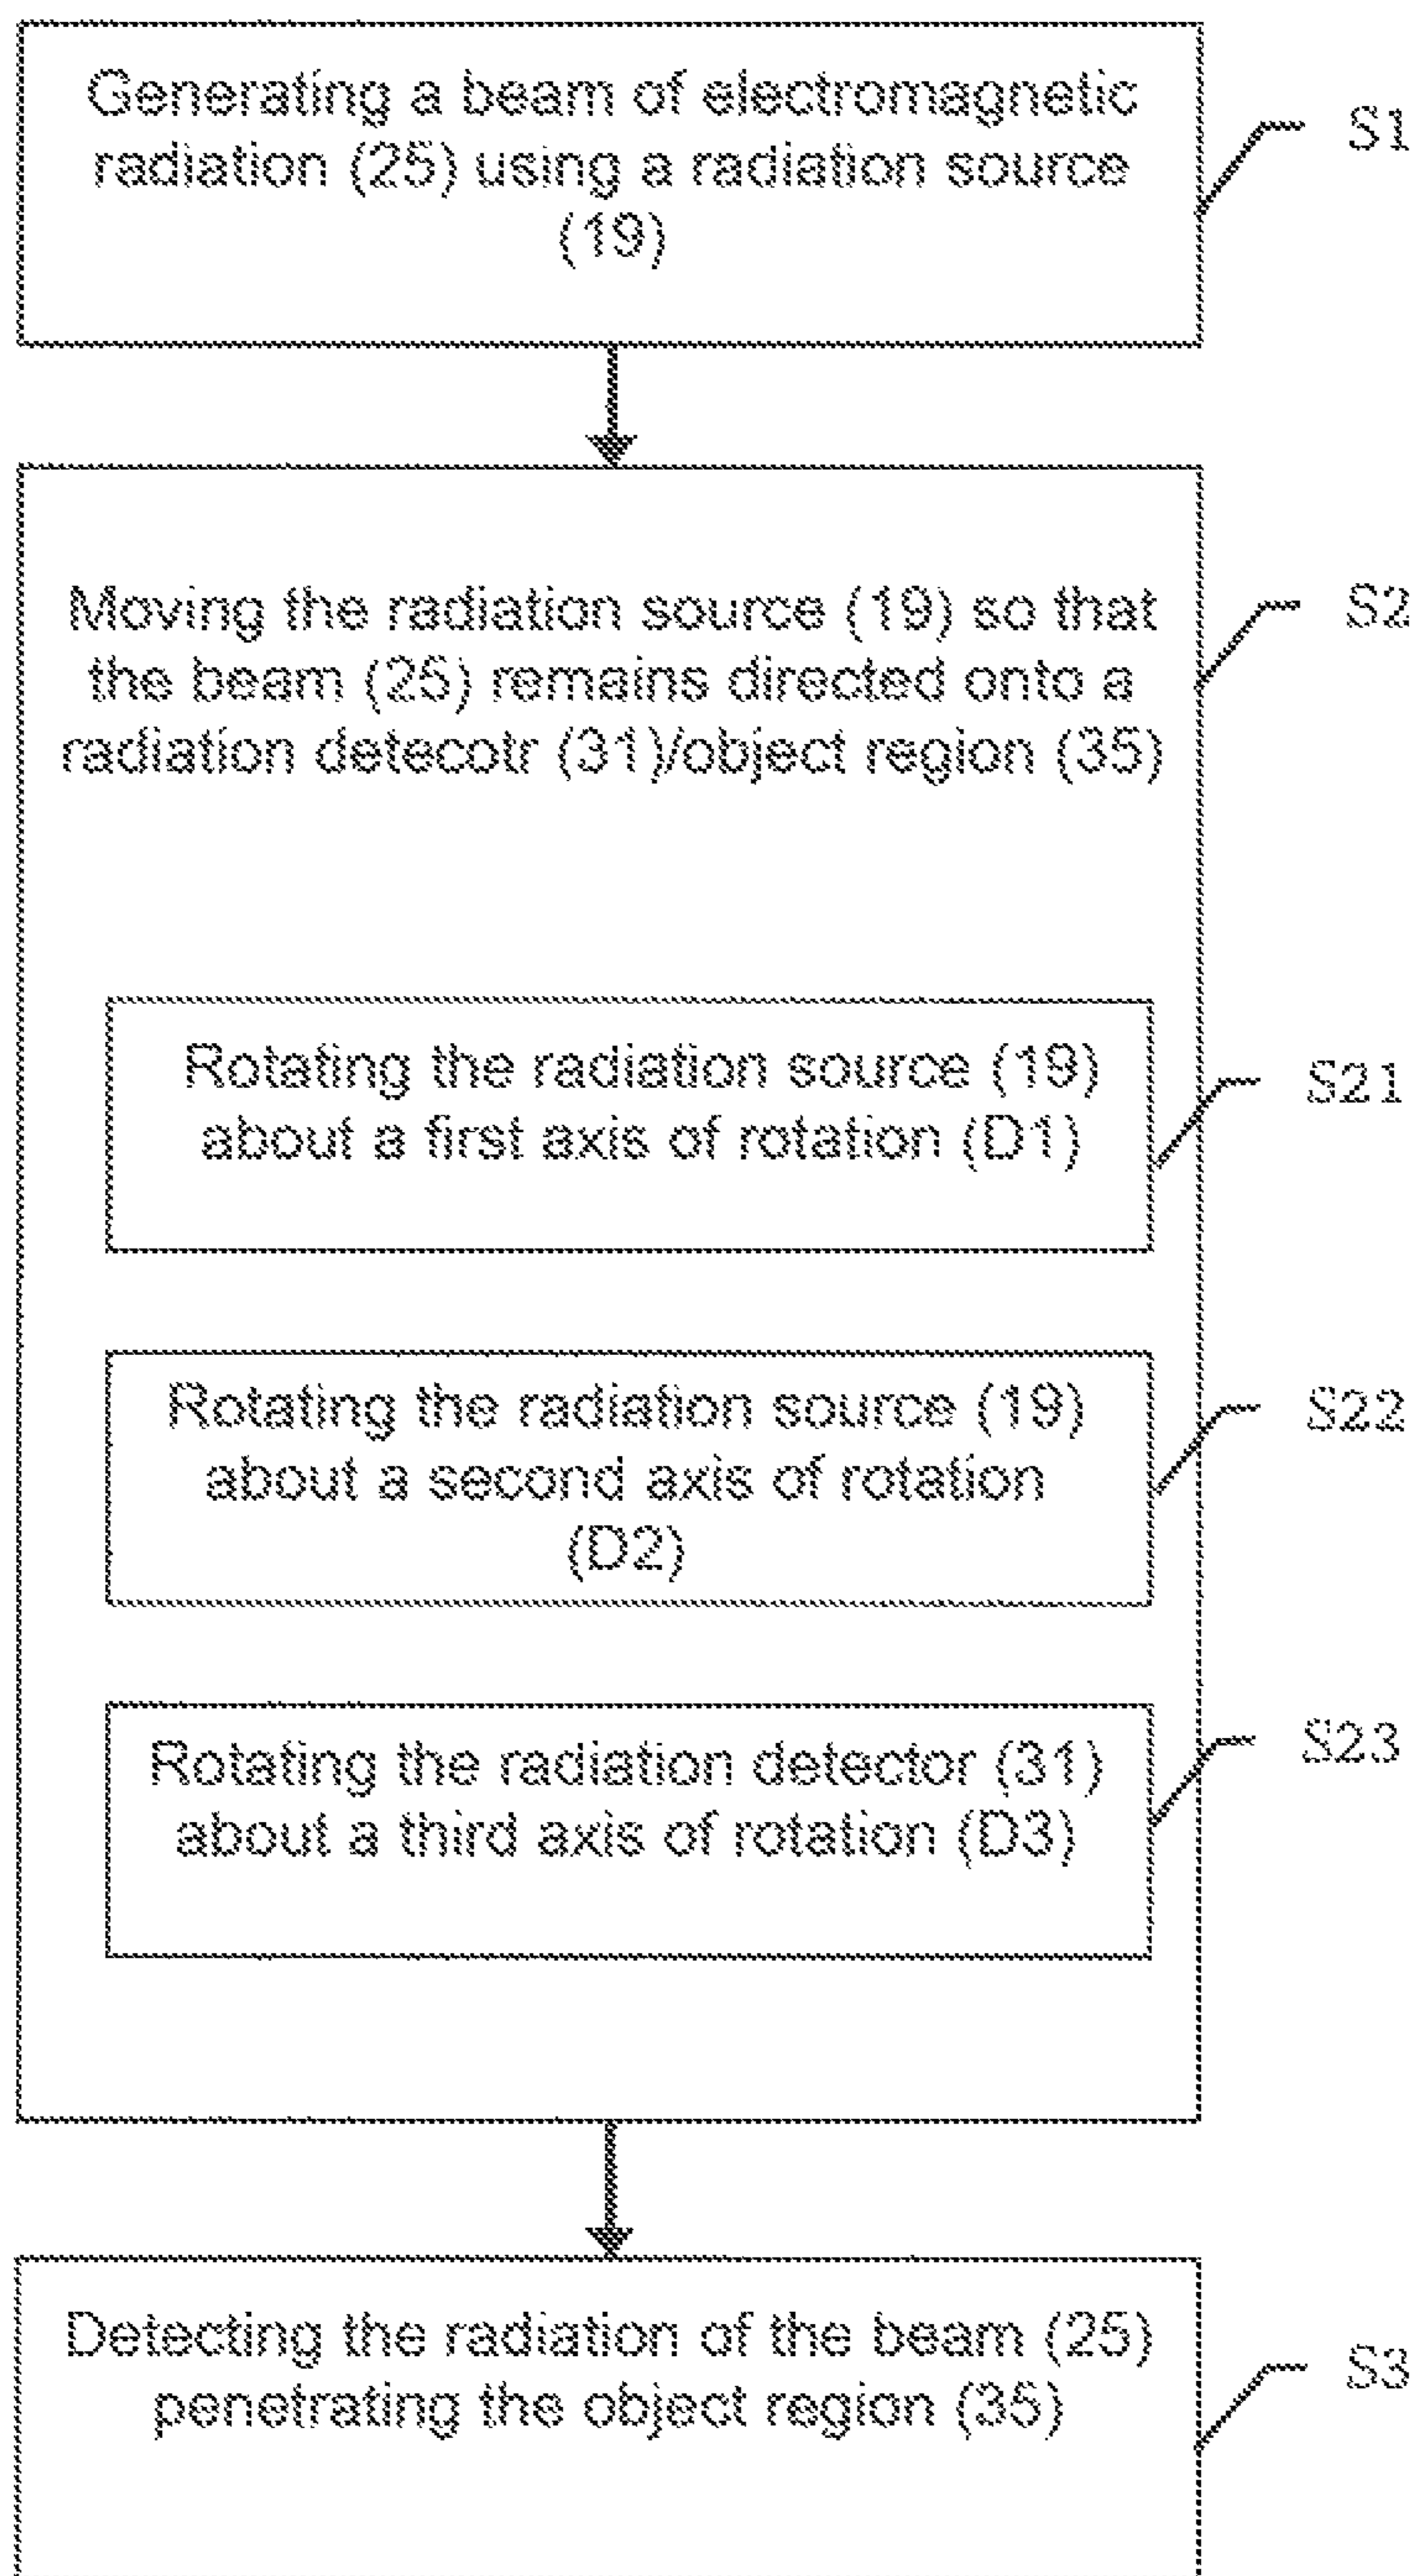 Generating a beam of electromagnetic
radiation (25) using a radiation source
(19)
S1
Moving the radiation source (19) so that
the beam (25) remains directed onto a
radiation detecotr (31)/object region (35)
S2
Rotating the radiation source (19)
about a first axis of rotation (D1)
S21
Rotating the radiation source (19)
about a second axis of rotation
(D2)
S22
Rotating the radiation detector (31)
about a third axis of rotation (D3)
S23
Detecting the radiation of the beam (25)
penetrating the object region (35)
S3